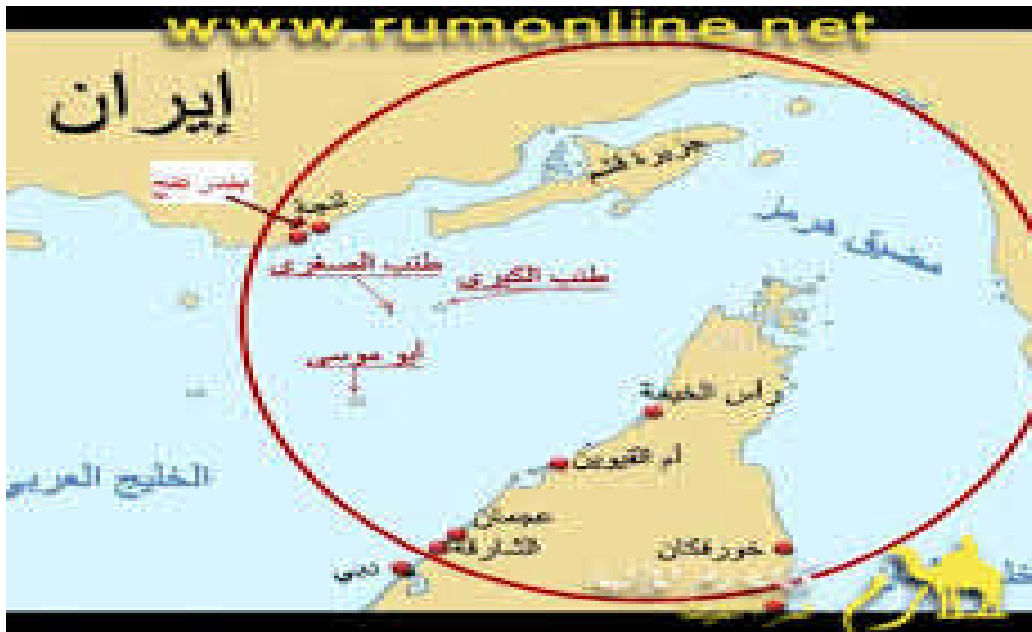 www.rumonline.net
إيران
جزيرة قشم
بندر لنج
لنجة
مضيق هرمز
طنب الصغرى
طنب الكبرى
أبو موسى
رأس الخيمة
أم القيوين
الخليج العربي
عجمان
الشارقة
خورفكان
دبي